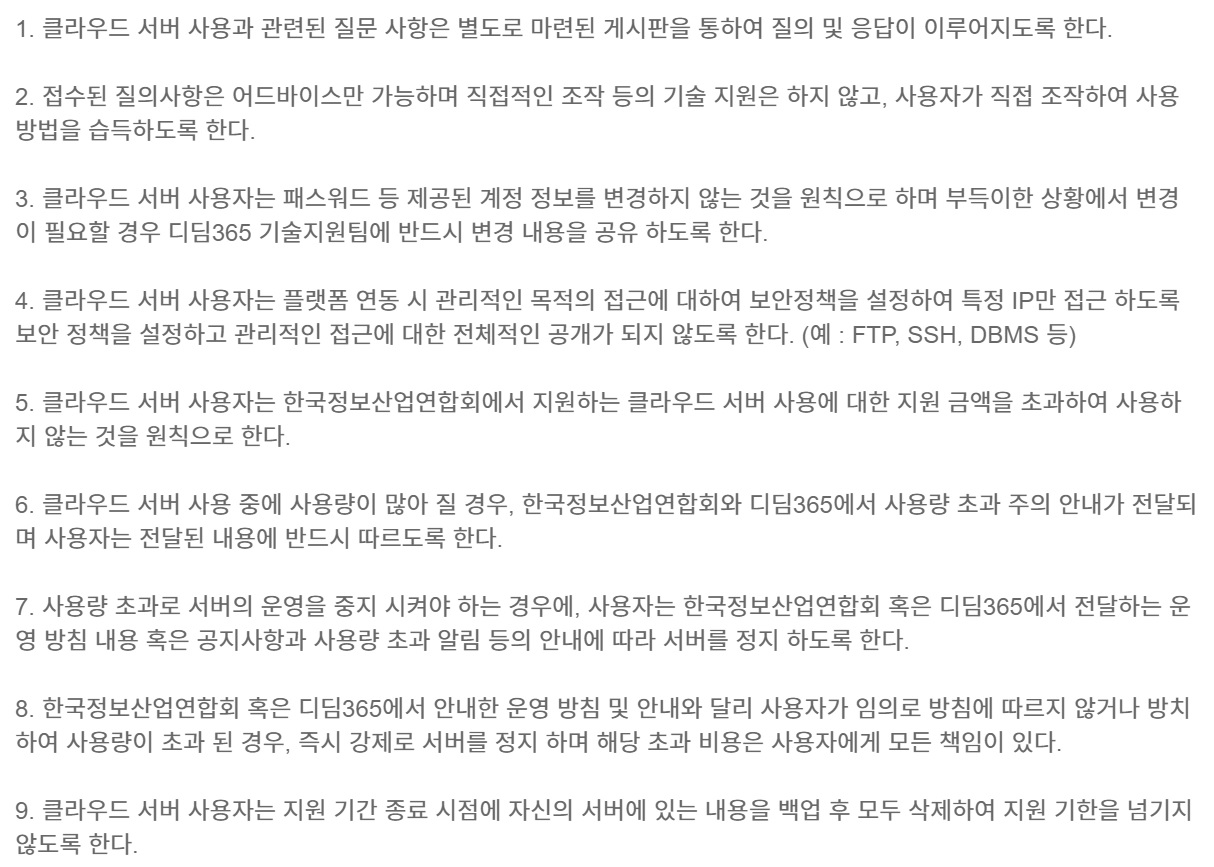 1. 클라우드 서버 사용과 관련된 질문 사항은 별도로 마련된 게시판을 통하여 질의 및 응답이 이루어지도록 한다.
2. 접수된 질의사항은 어드바이스만 가능하며 직접적인 조작 등의 기술 지원은 하지 않고, 사용자가 직접 조작하여 사용
방법을 습득하도록 한다.
3. 클라우드 서버 사용자는 패스워드 등 제공된 계정 정보를 변경하지 않는 것을 원칙으로 하며 부득이한 상황에서 변경
이 필요할 경우 디딤365 기술지원팀에 반드시 변경 내용을 공유 하도록 한다.
4. 클라우드 서버 사용자는 플랫폼 연동 시 관리적인 목적의 접근에 대하여 보안정책을 설정하여 특정 IP만 접근 하도록
보안 정책을 설정하고 관리적인 접근에 대한 전체적인 공개가 되지 않도록 한다. (예 : FTP, SSH, DBMS 등)
5. 클라우드 서버 사용자는 한국정보산업연합회에서 지원하는 클라우드 서버 사용에 대한 지원 금액을 초과하여 사용하
지 않는 것을 원칙으로 한다.
6. 클라우드 서버 사용 중에 사용량이 많아 질 경우, 한국정보산업연합회와 디딤365에서 사용량 초과 주의 안내가 전달되
며 사용자는 전달된 내용에 반드시 따르도록 한다.
7. 사용량 초과로 서버의 운영을 중지 시켜야 하는 경우에, 사용자는 한국정보산업연합회 혹은 디딤365에서 전달하는 운
영 방침 내용 혹은 공지사항과 사용량 초과 알림 등의 안내에 따라 서버를 정지 하도록 한다.
8. 한국정보산업연합회 혹은 디딤365에서 안내한 운영 방침 및 안내와 달리 사용자가 임의로 방침에 따르지 않거나 방치
하여 사용량이 초과 된 경우, 즉시 강제로 서버를 정지 하며 해당 초과 비용은 사용자에게 모든 책임이 있다.
9. 클라우드 서버 사용자는 지원 기간 종료 시점에 자신의 서버에 있는 내용을 백업 후 모두 삭제하여 지원 기한을 넘기지
않도록 한다.